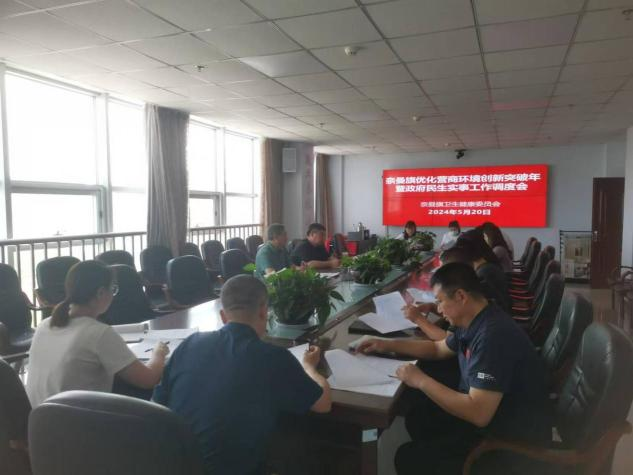 奈曼旗优化营商环境创新突破年
暨政府民生实事工作调度会
奈曼旗卫生健康委员会
2024年5月20日